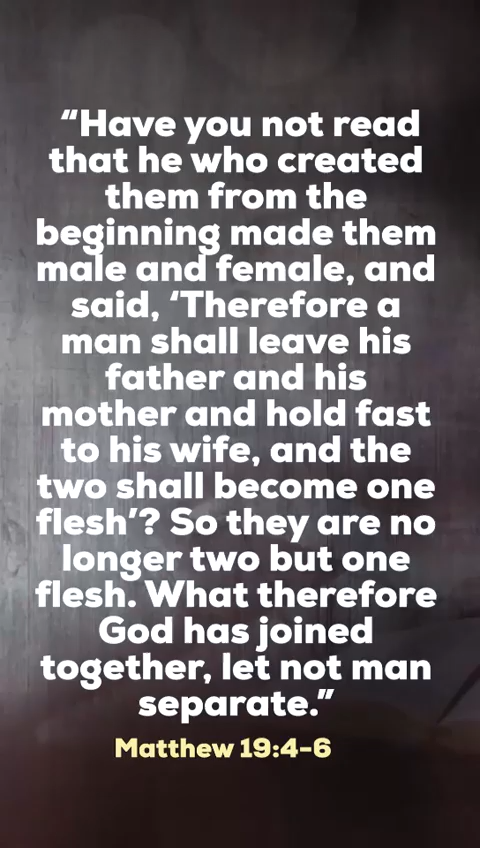 “Have you not read
that he who created
them from the
beginning made them
male and female, and
said, ‘Therefore a
man shall leave his
father and his
mother and hold fast
to his wife, and the
two shall become one
flesh’? So they are no
longer two but one
flesh. What therefore
God has joined
together, let not man
separate.”
Matthew 19:4-6